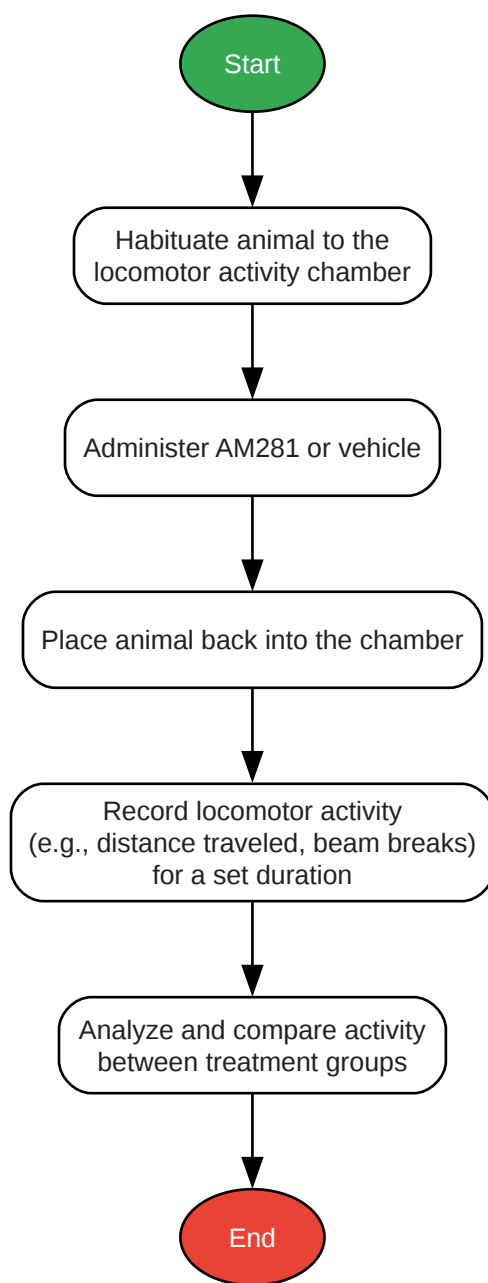 Start
Habituate animal to the
locomotor activity chamber
Administer AM281 or vehicle
Place animal back into the chamber
Record locomotor activity
(e.g., distance traveled, beam breaks)
for a set duration
Analyze and compare activity
between treatment groups
End